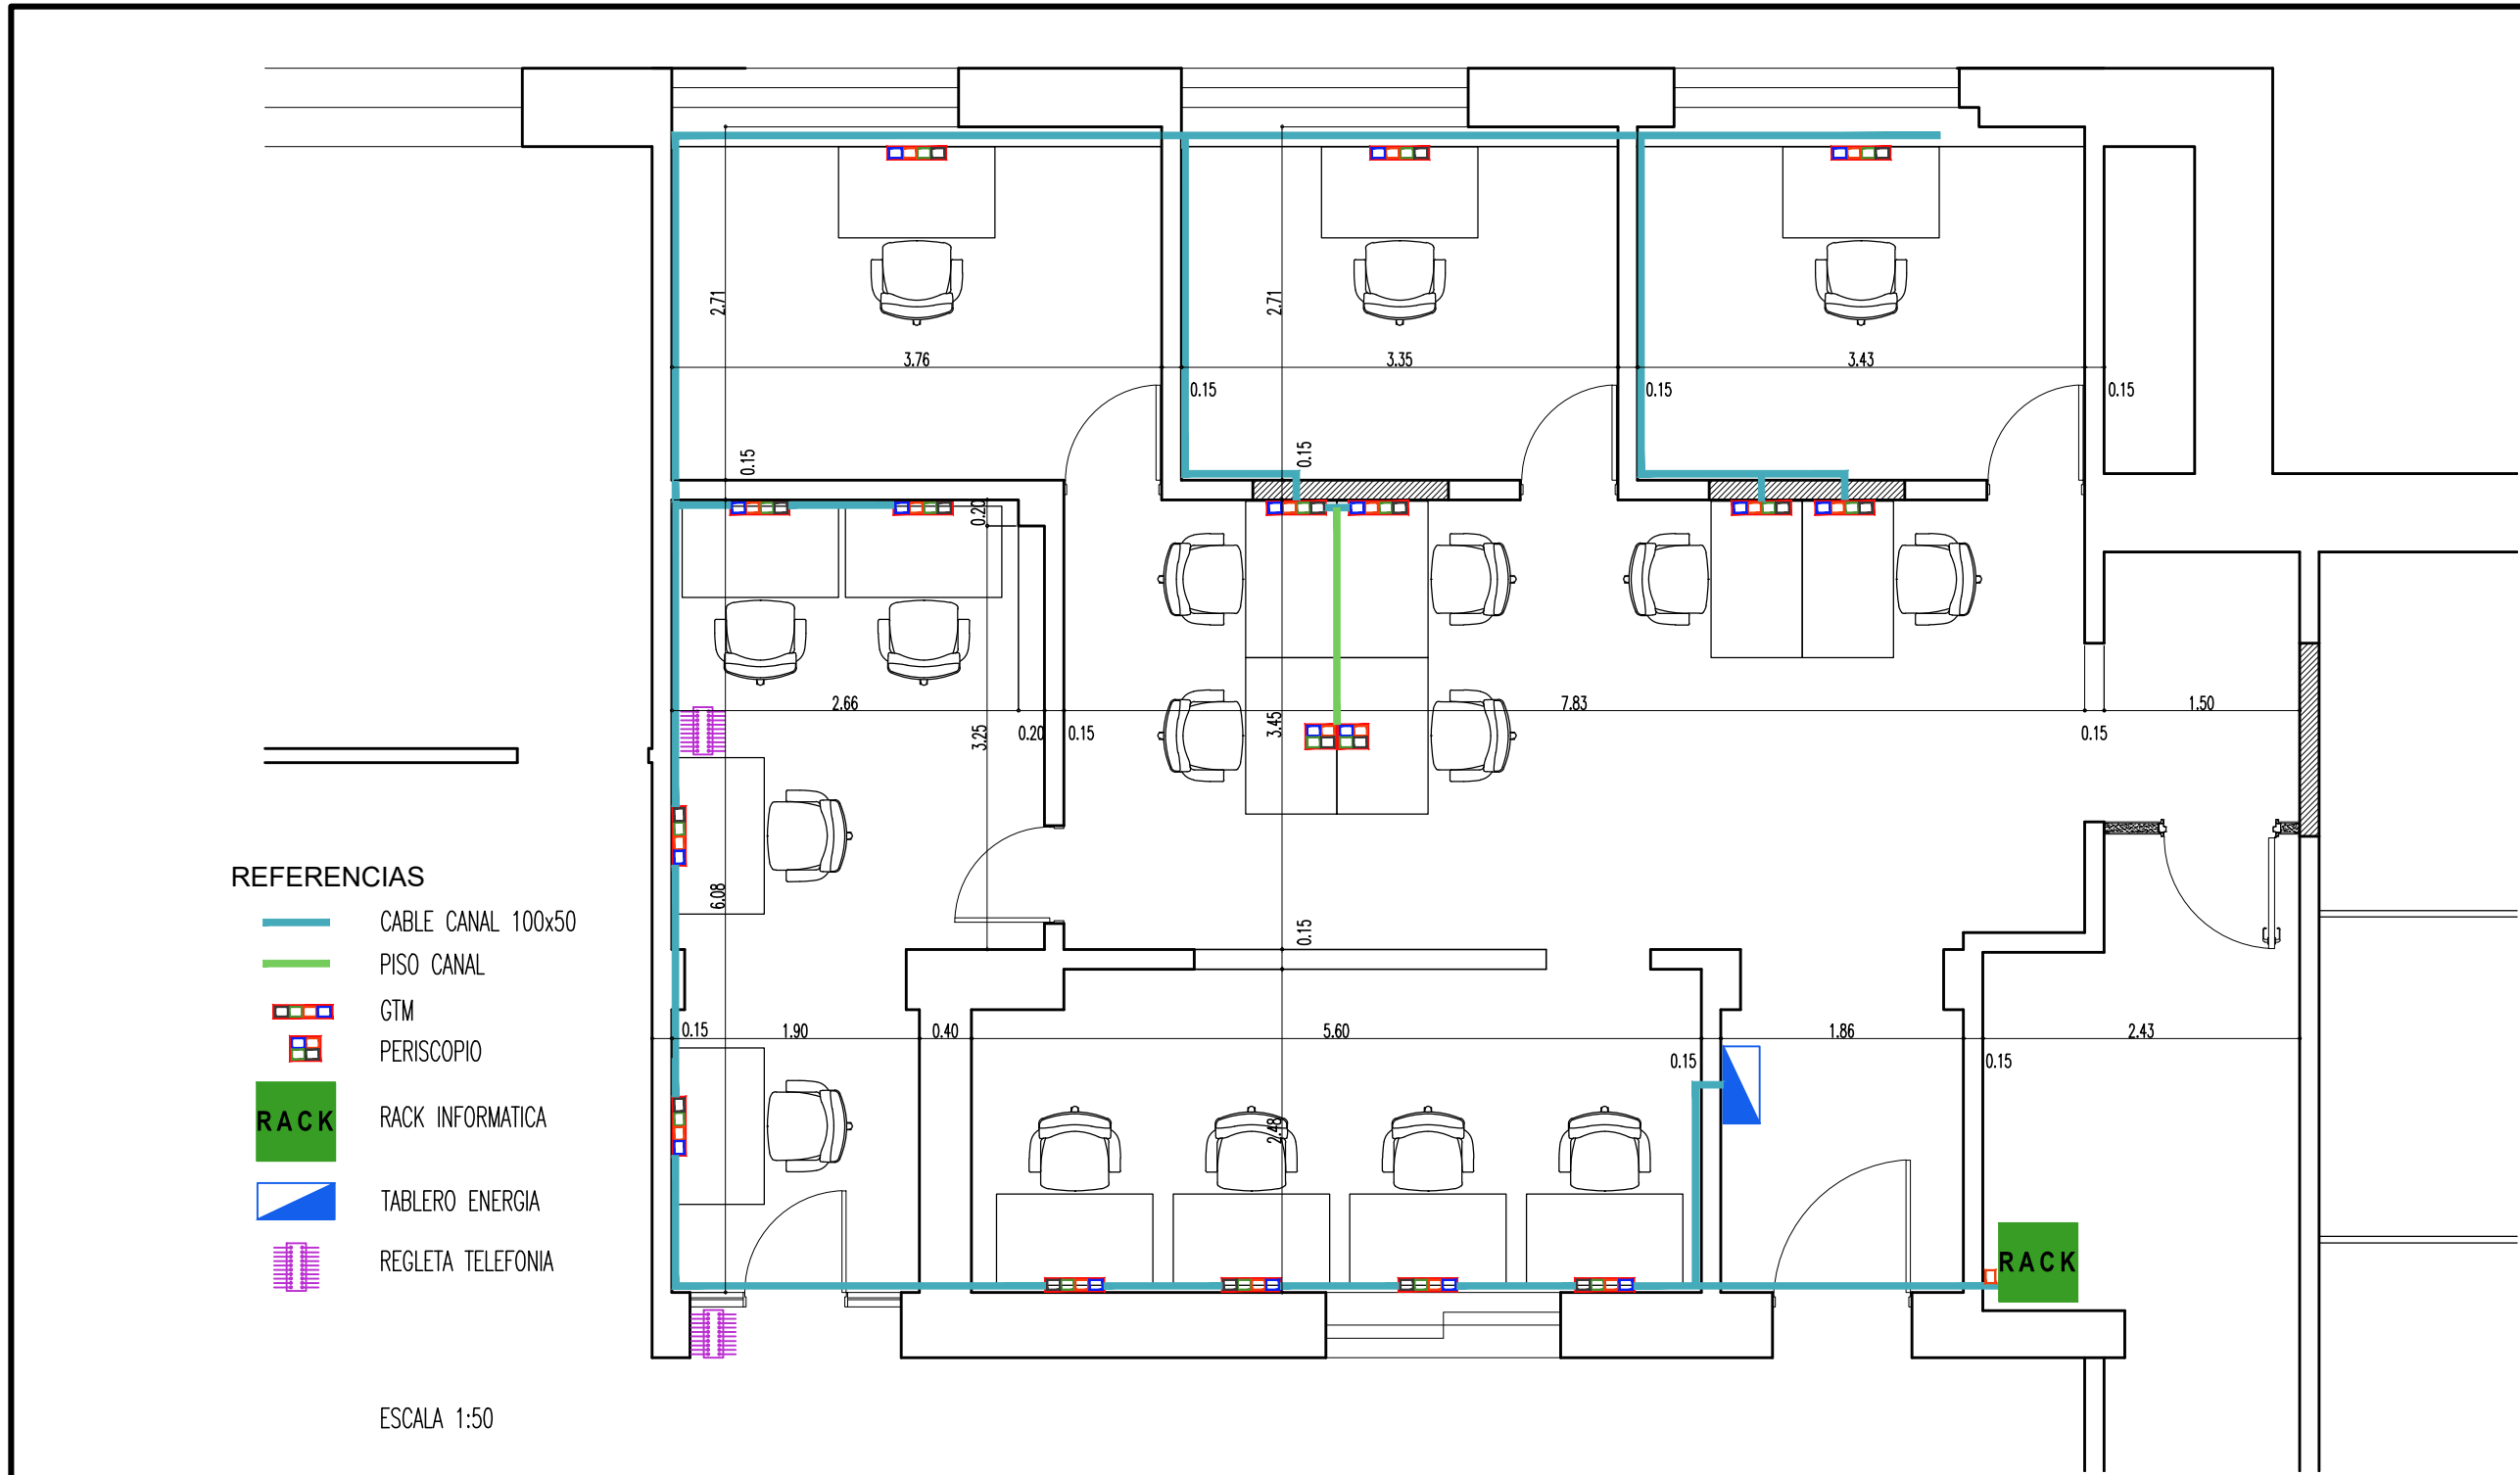 2.71
2.71
3.76
3.35
3.43
0.15
0.15
0.15
0.15
0.15
0.20
2.66
7.83
1.50
3.25
0.20
0.15
3.45
0.15
6.08
0.15
REFERENCIAS
CABLE CANAL 100x50
PISO CANAL
GTM
PERISCOPIO
RACK
RACK INFORMATICA
TABLERO ENERGIA
REGLETA TELEFONIA
ESCALA 1:50
0.15
1.90
0.40
5.60
0.15
1.86
0.15
2.43
2.48
RACK